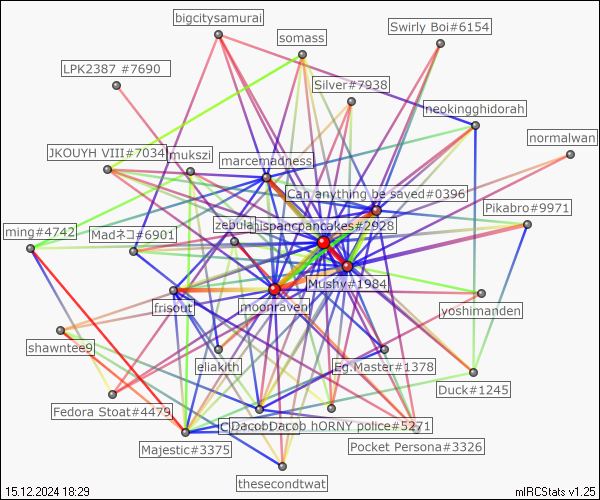 bigcitysamurai
Swirly Boi#6154
somass
LPK2387 #7690
Silver#7938
neokingghidorah
normalwan
JKOUYH VIII#7034
mukszi
marcemadness
Can anything be saved#0396
Pikabro#9971
ming#4742
Madネコ#6901
zebula
hispancpancakes#2928
Mushy#1984
frisout
moonraven
yoshimanden
shawntee9
eliakith
Eg.Master#1378
Duck#1245
Fedora Stoat#4479
Dacob hORNY police#5271
Majestic#3375
Pocket Persona#3326
thesecondtwat
15.12.2024 18:29
mIRCStats v1.25